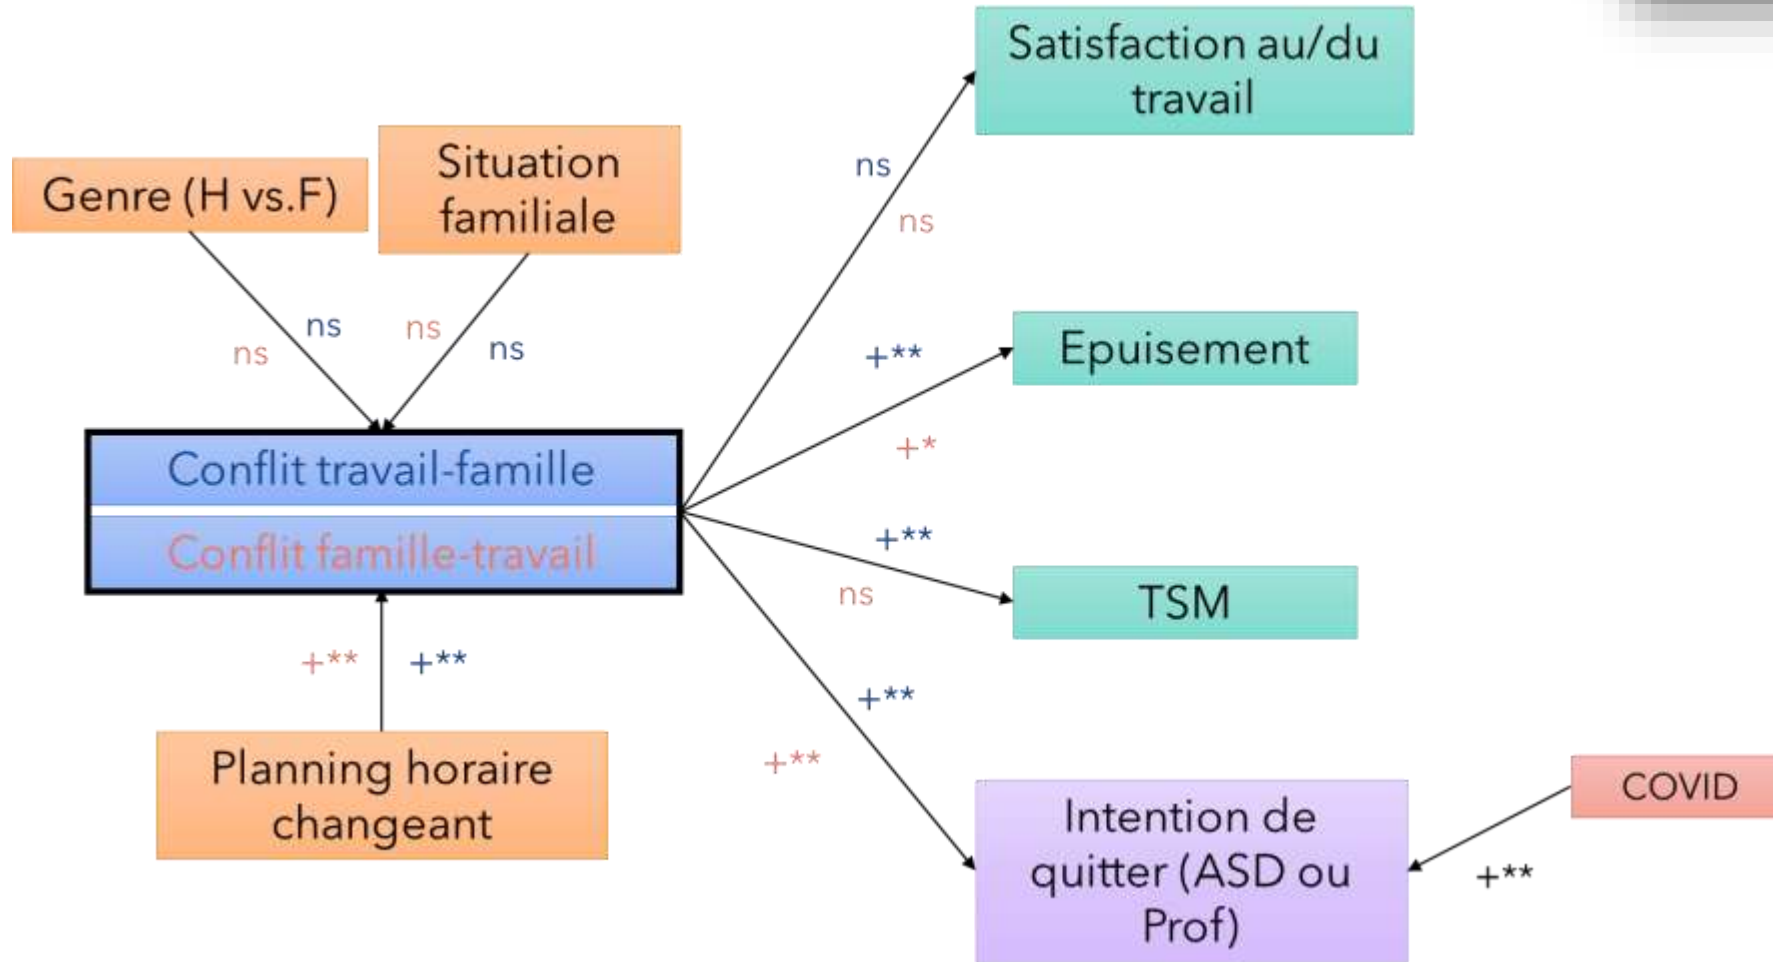 Satisfaction au/du
travail
Genre (H vs.F)
Situation
familiale
ns
ns
ns
ns
ns
ns
+**
Epuisement
+*
Conflit travail-famille
Conflit famille-travail
+**
ns
TSM
+**
+**
+**
+**
Planning horaire
changeant
Intention de
quitter (ASD ou
Prof)
COVID
+**